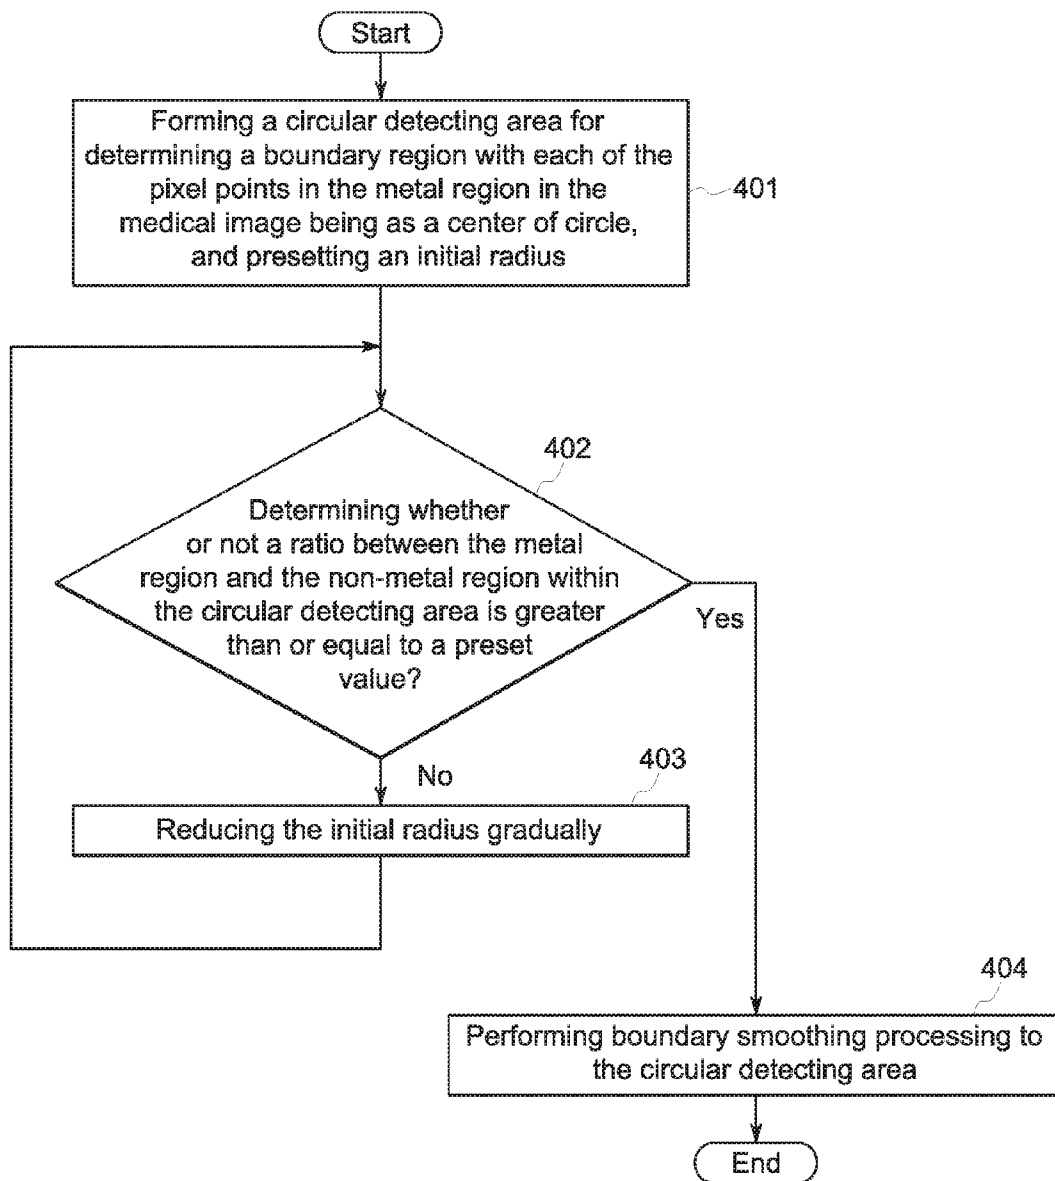 Start
Forming a circular detecting area for
determining a boundary region with each of the
pixel points in the metal region in the
medical image being as a center of circle,
and presetting an initial radius
401
402
Determining whether
or not a ratio between the metal
region and the non-metal region within
the circular detecting area is greater
than or equal to a preset
value?
Yes
No
403
Reducing the initial radius gradually
404
Performing boundary smoothing processing to
the circular detecting area
End